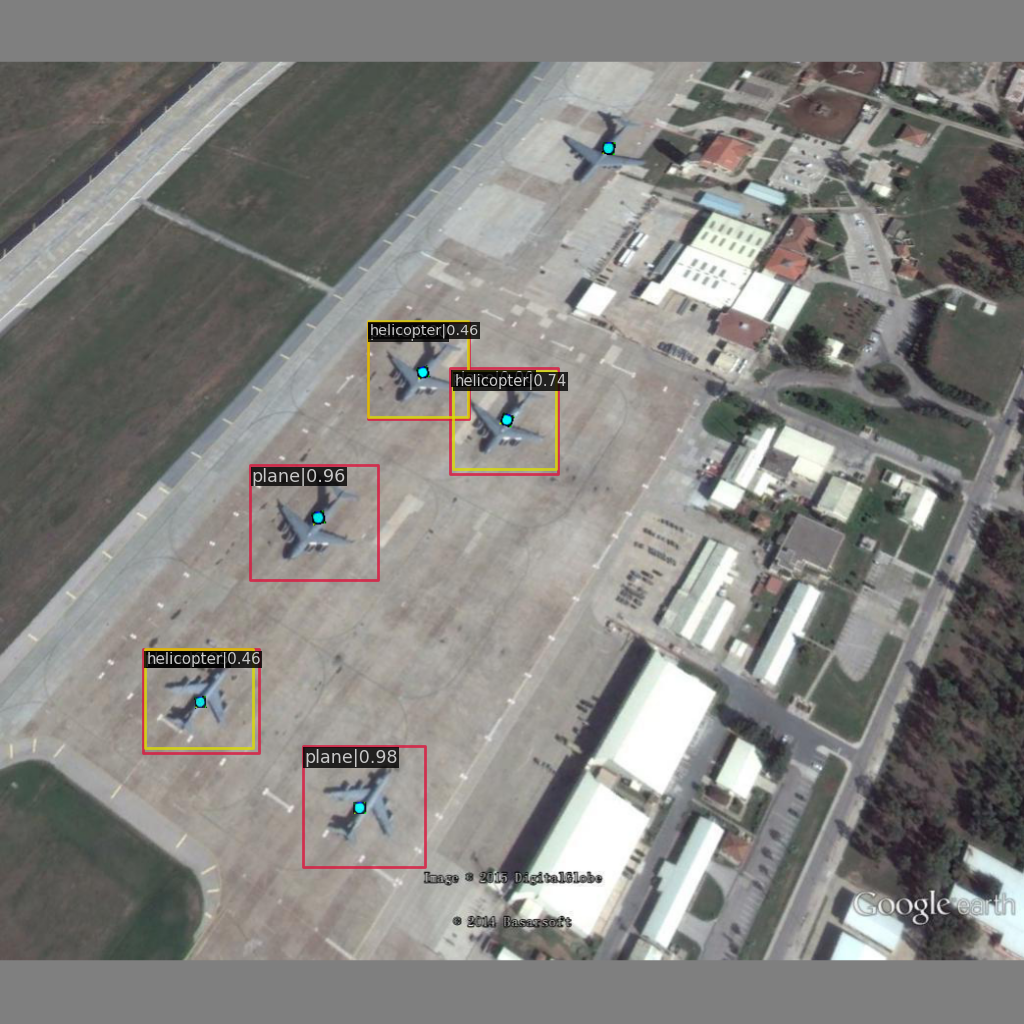 helicopter|0.46
helicopter|0.74
plane|0.96
helicopter|0.46
plane|0.98
Image © 2015 DigitalGlobe
© 2014 Basarsoft
Google earth